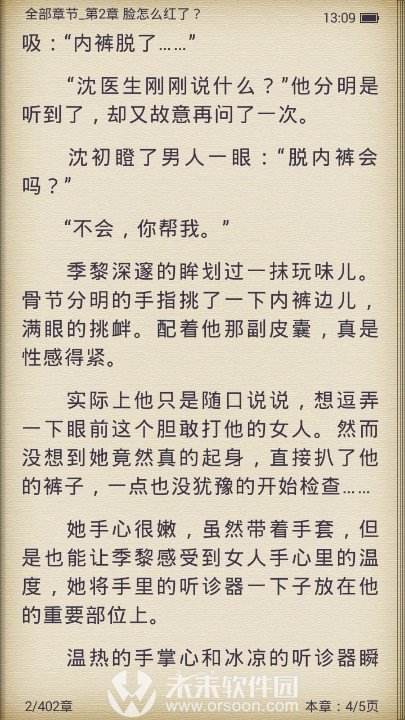 全部章节_第2章 脸怎么红了？
13:09
吸：“内裤脱了……”
“沈医生刚刚说什么？”他分明是
听到了，却又故意再问了一次。
沈初瞪了男人一眼：“脱内裤会
吗？”
“不会，你帮我。”
季黎深邃的眸划过一抹玩味儿。
骨节分明的手指挑了一下内裤边儿，
满眼的挑衅。配着他那副皮囊，真是
性感得紧。
实际上他只是随口说说，想逗弄
一下眼前这个胆敢打他的女人。然而
没想到她竟然真的起身，直接扒了他
的裤子，一点也没犹豫的开始检查……
她手心很嫩，虽然带着手套，但
是也能让季黎感受到女人手心里的温
度，她将手里的听诊器一下子放在他
的重要部位上。
温热的手掌心和冰凉的听诊器瞬
未来软件园
www.orsoon.com
2/402章
本章：4/5页